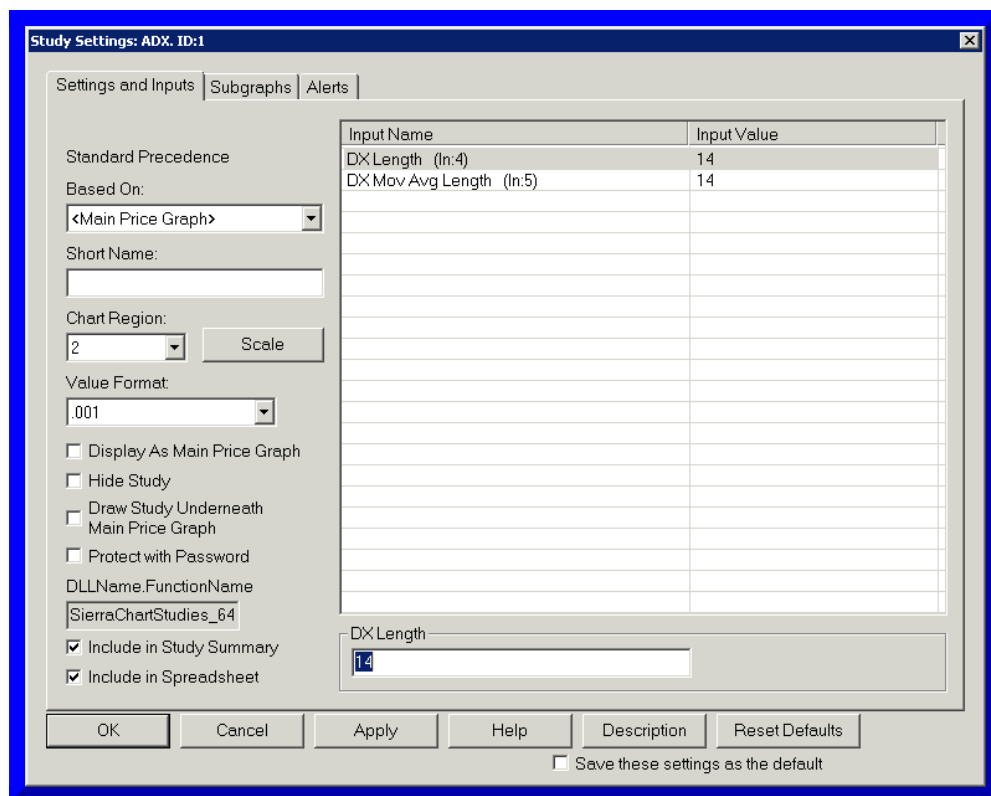 Study Settings: ADX. ID:1
Settings and Inputs
Subgraphs
Alerts
Standard Precedence
Based On:
<Main Price Graph>
Short Name:
Chart Region:
2
Scale
Value Format:
.001
Display As Main Price Graph
Hide Study
Draw Study Underneath
Main Price Graph
Protect with Password
DLLName.FunctionName
SierraChartStudies_64
Include in Study Summary
Include in Spreadsheet
Input Name Input Value
DX Length (In:4) 14
DX Mov Avg Length (In:5) 14
DX Length
14
OK
Cancel
Apply
Help
Description
Reset Defaults
Save these settings as the default